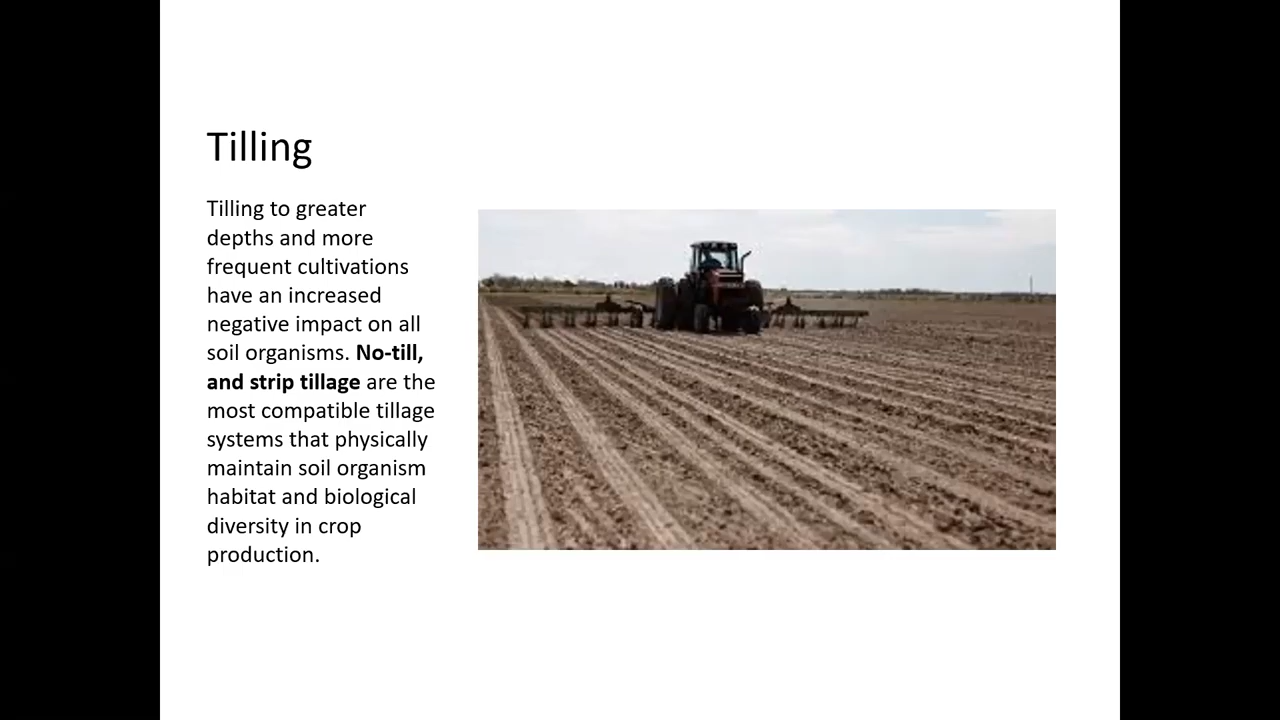 Tilling
Tilling to greater
depths and more
frequent cultivations
have an increased
negative impact on all
soil organisms. No-till,
and strip tillage are the
most compatible tillage
systems that physically
maintain soil organism
habitat and biological
diversity in crop
production.